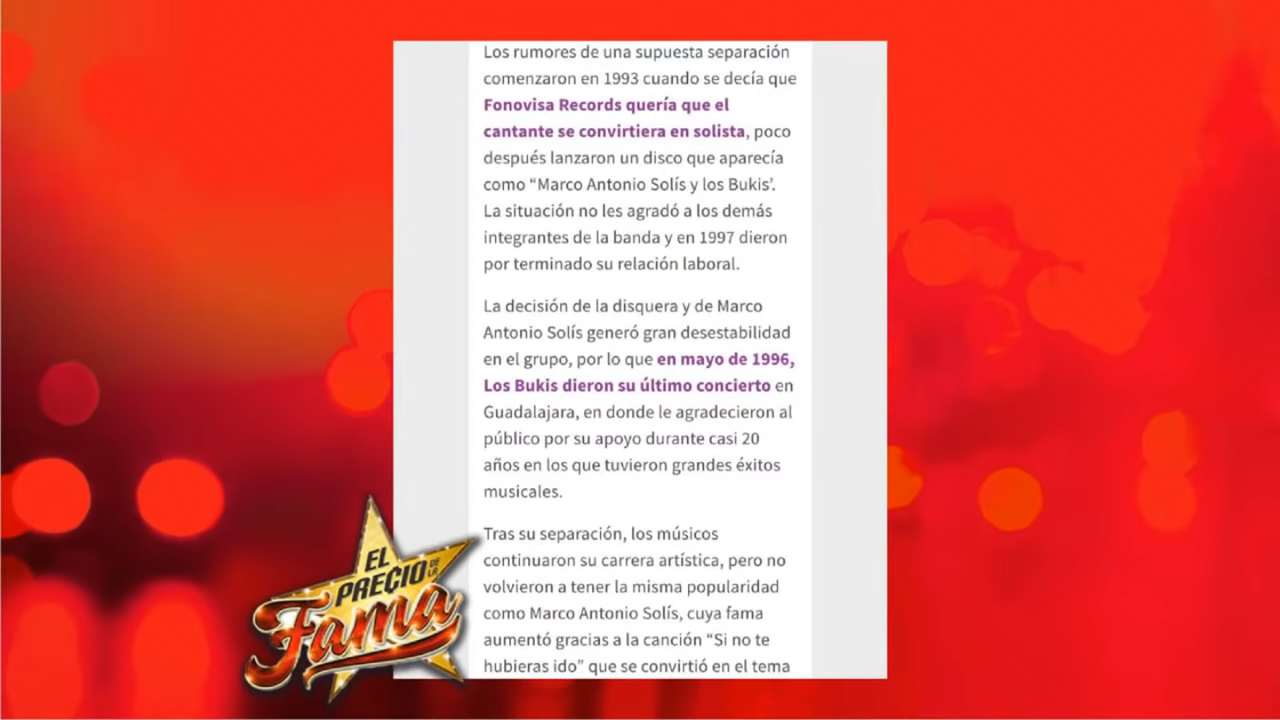 Los rumores de una supuesta separación
comenzaron en 1993 cuando se decía que
Fonovisa Records quería que el
cantante se convirtiera en solista, poco
después lanzaron un disco que aparecía
como “Marco Antonio Solís y los Bukis’.
La situación no les agradó a los demás
integrantes de la banda y en 1997 dieron
por terminado su relación laboral.
La decisión de la disquera y de Marco
Antonio Solís generó gran desestabilidad
en el grupo, por lo que en mayo de 1996,
Los Bukis dieron su último concierto en
Guadalajara, en donde le agradecieron al
público por su apoyo durante casi 20
años en los que tuvieron grandes éxitos
musicales.
Tras su separación, los músicos
continuaron su carrera artística, pero no
volvieron a tener la misma popularidad
como Marco Antonio Solís, cuya fama
aumentó gracias a la canción “Si no te
hubieras ido” que se convirtió en el tema
EL
PRECIO DE LA
Fama